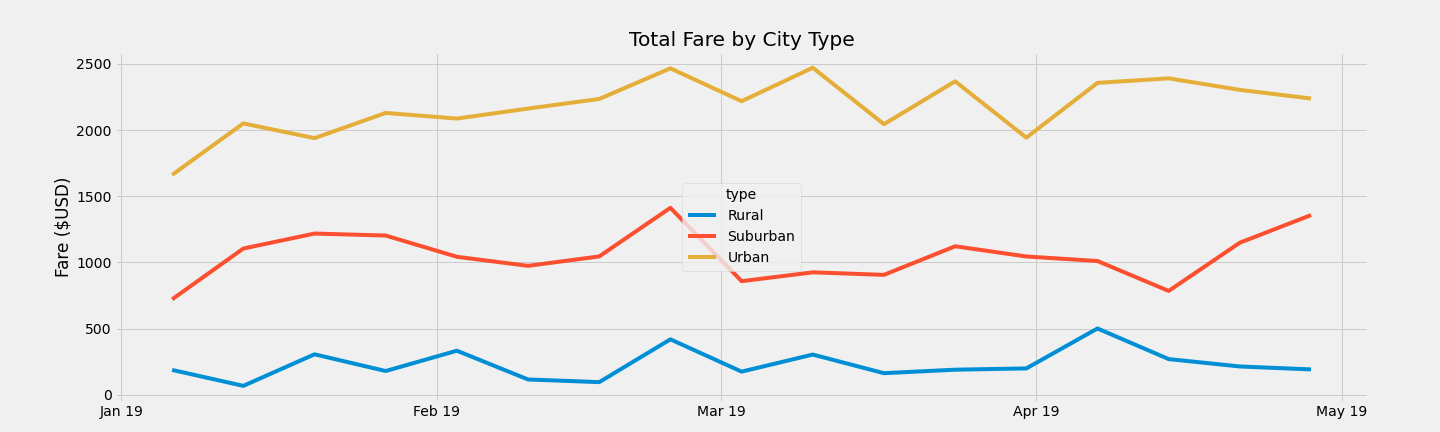 Total Fare by City Type
Fare ($USD)
2500
2000
1500
1000
500
0
type
Rural
Suburban
Urban
Jan 19
Feb 19
Mar 19
Apr 19
May 19